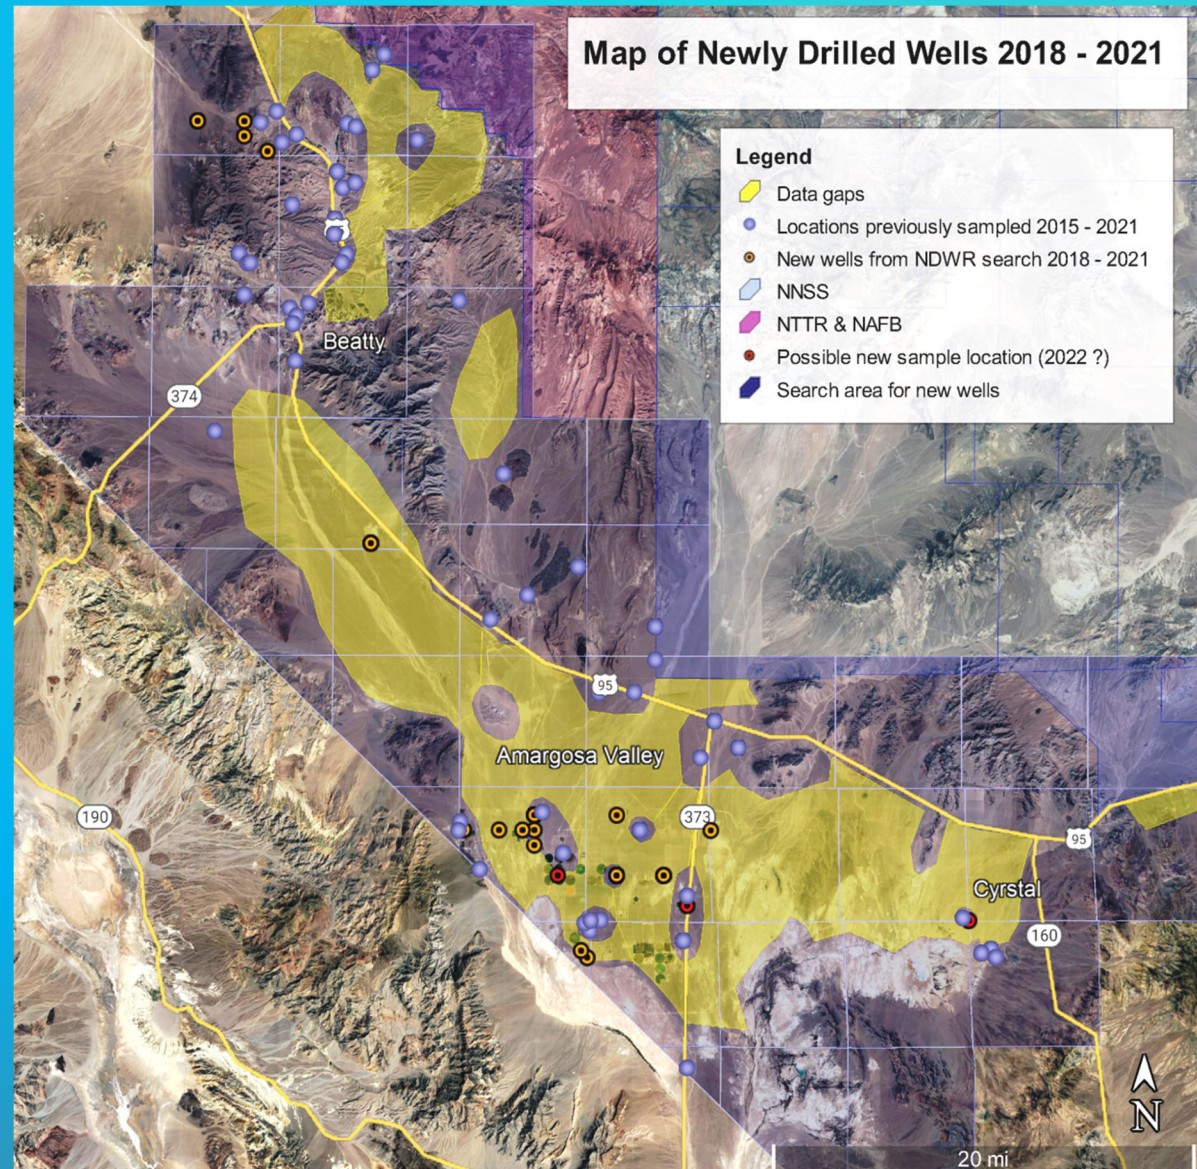 Map of Newly Drilled Wells 2018 - 2021
Legend
Data gaps
Locations previously sampled 2015 - 2021
New wells from NDWR search 2018 - 2021
NNSS
NTTR & NAFB
Possible new sample location (2022 ?)
Search area for new wells
Beatty
374
95
Amargosa Valley
190
373
95
Cyrstal
160
N
20 mi